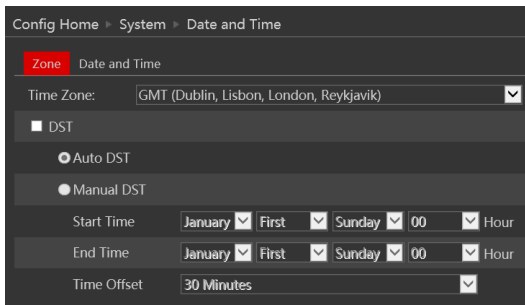 Config Home ▸ System ▸ Date and Time
Zone Date and Time
Time Zone: GMT (Dublin, Lisbon, London, Reykjavik)
DST
Auto DST
Manual DST
Start Time January First Sunday 00 Hour
End Time January First Sunday 00 Hour
Time Offset 30 Minutes